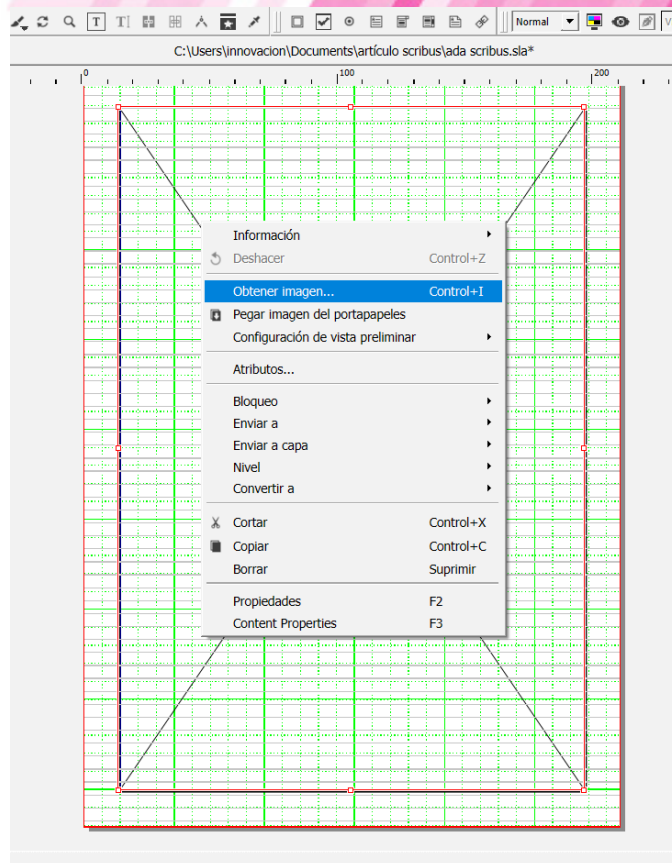 Normal
C:\Users\innovacion\Documents\artículo scribus\ada scribus.sla*
0 100 200
Información
Deshacer Control+Z
Obtener imagen... Control+I
Pegar imagen del portapapeles
Configuración de vista preliminar
Atributos...
Bloqueo
Enviar a
Enviar a capa
Nivel
Convertir a
Cortar Control+X
Copiar Control+C
Borrar Suprimir
Propiedades F2
Content Properties F3